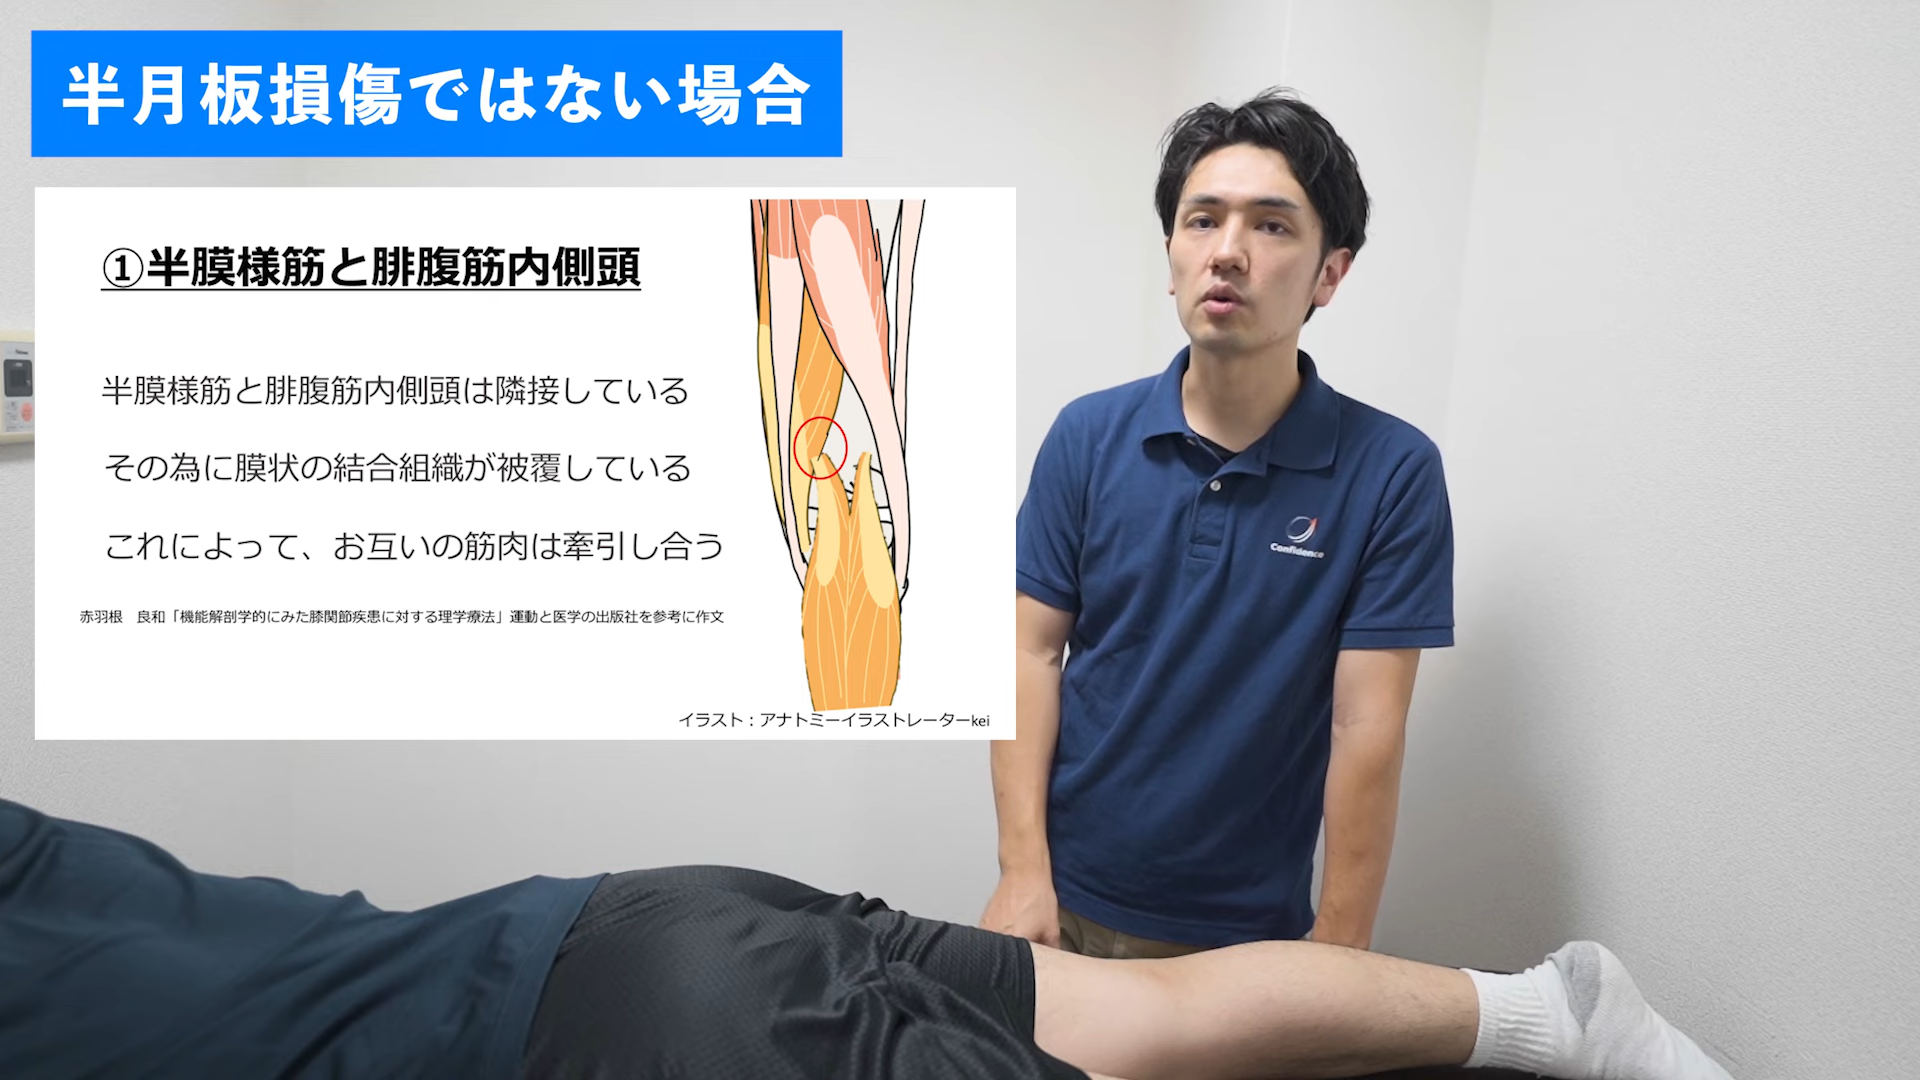 半月板損傷ではない場合
①半膜様筋と腓腹筋内側頭
半膜様筋と腓腹筋内側頭は隣接している
その為に膜状の結合組織が被覆している
これによって、お互いの筋肉は牽引し合う
赤羽根　良和「機能解剖学的にみた膝関節疾患に対する理学療法」運動と医学の出版社を参考に作文
イラスト：アナトミーイラストレーターkei
Confidence